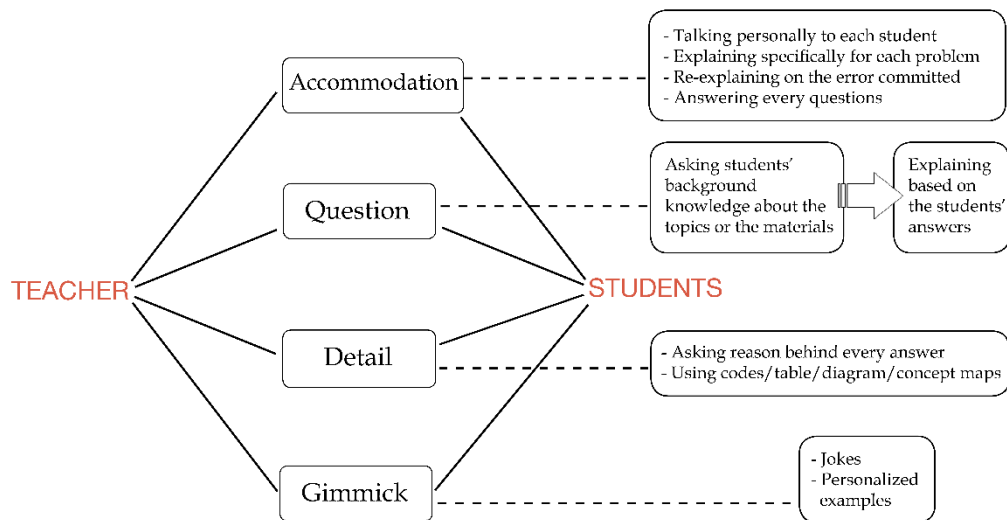 Accommodation
- Talking personally to each student
- Explaining specifically for each problem
- Re-explaining on the error committed
- Answering every questions
Question
Asking students'
background
knowledge about the
topics or the materials
Explaining
based on
the students'
answers
TEACHER
STUDENTS
Detail
- Asking reason behind every answer
- Using codes/table/diagram/concept maps
Gimmick
- Jokes
- Personalized
examples